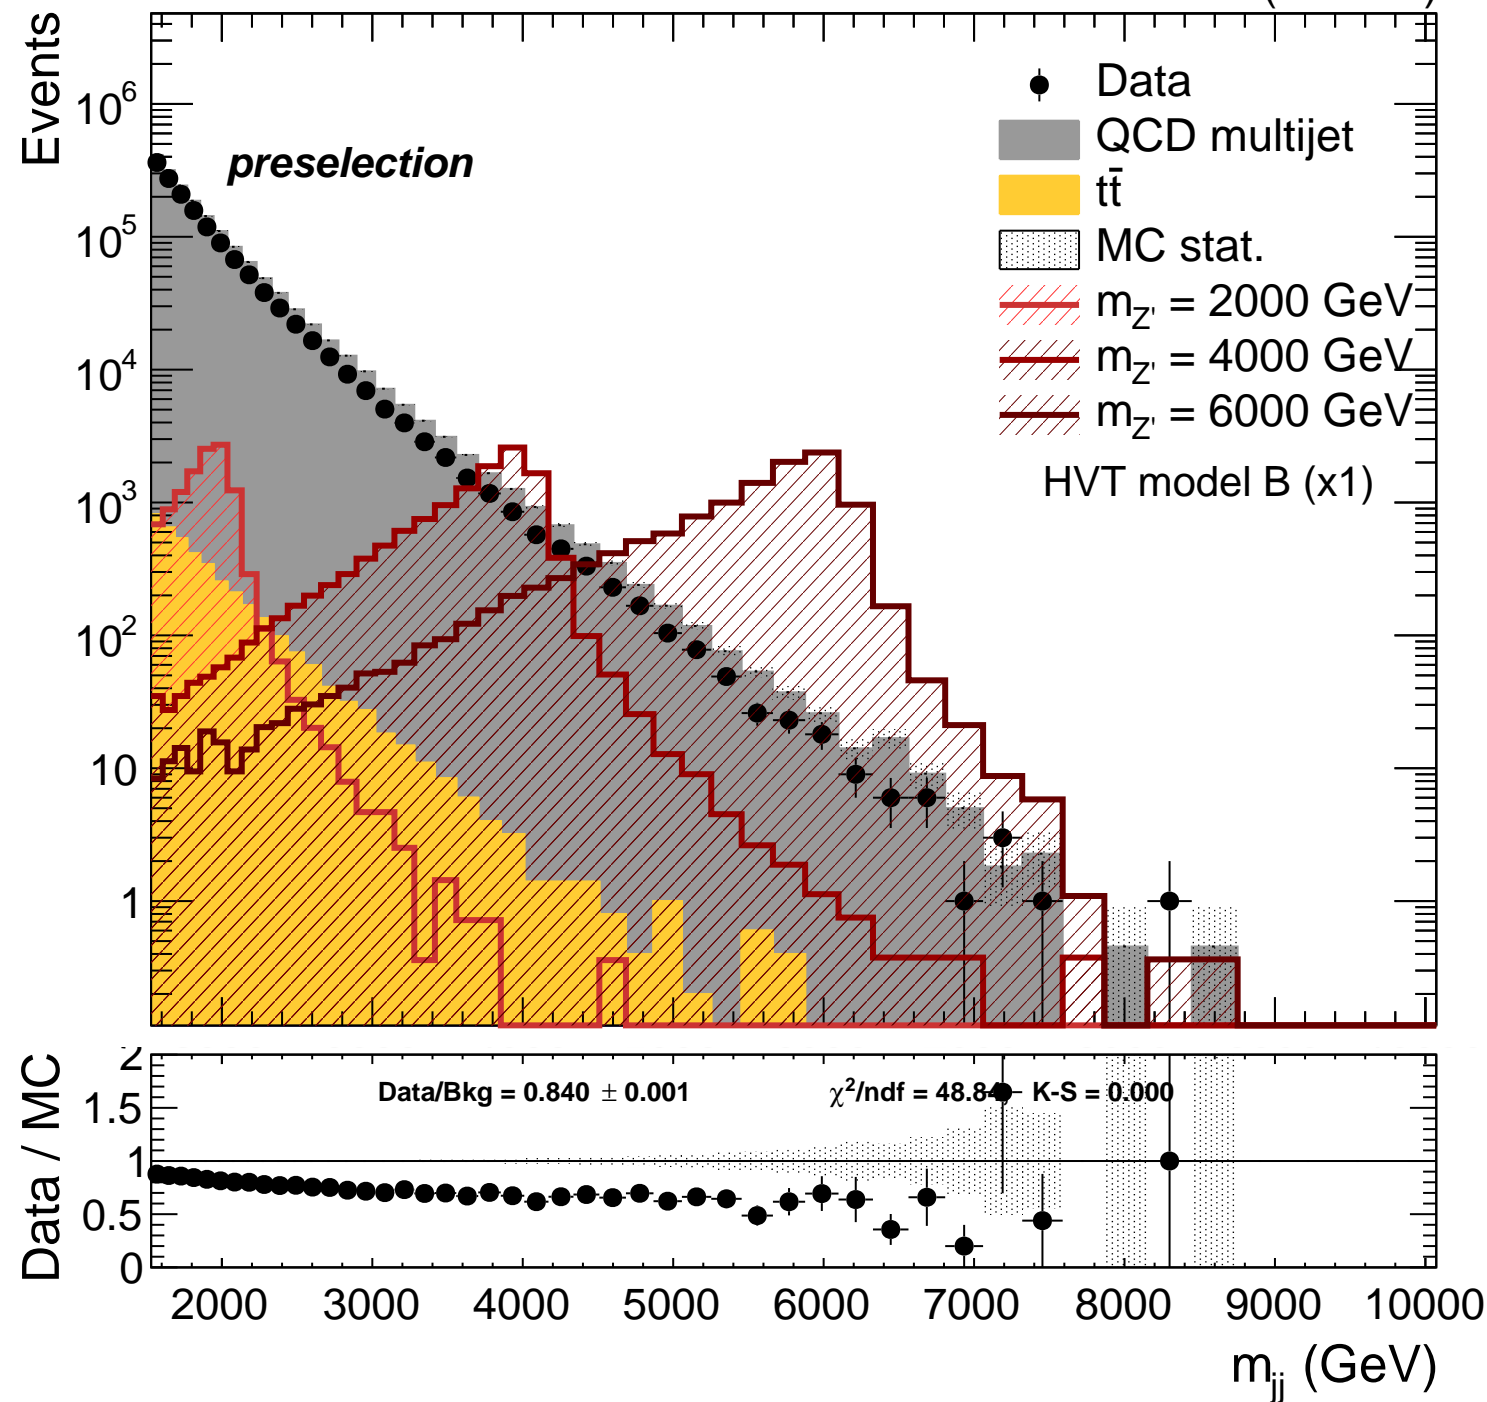 Events
10^6
10^5
10^4
10^3
10^2
10
1
preselection
Data
QCD multijet
tt̄
MC stat.
m_Z' = 2000 GeV
m_Z' = 4000 GeV
m_Z' = 6000 GeV
HVT model B (x1)
Data / MC
2
1.5
1
0.5
0
Data/Bkg = 0.840 ± 0.001
χ²/ndf = 48.84, K-S = 0.000
2000 3000 4000 5000 6000 7000 8000 9000 10000
m_jj (GeV)